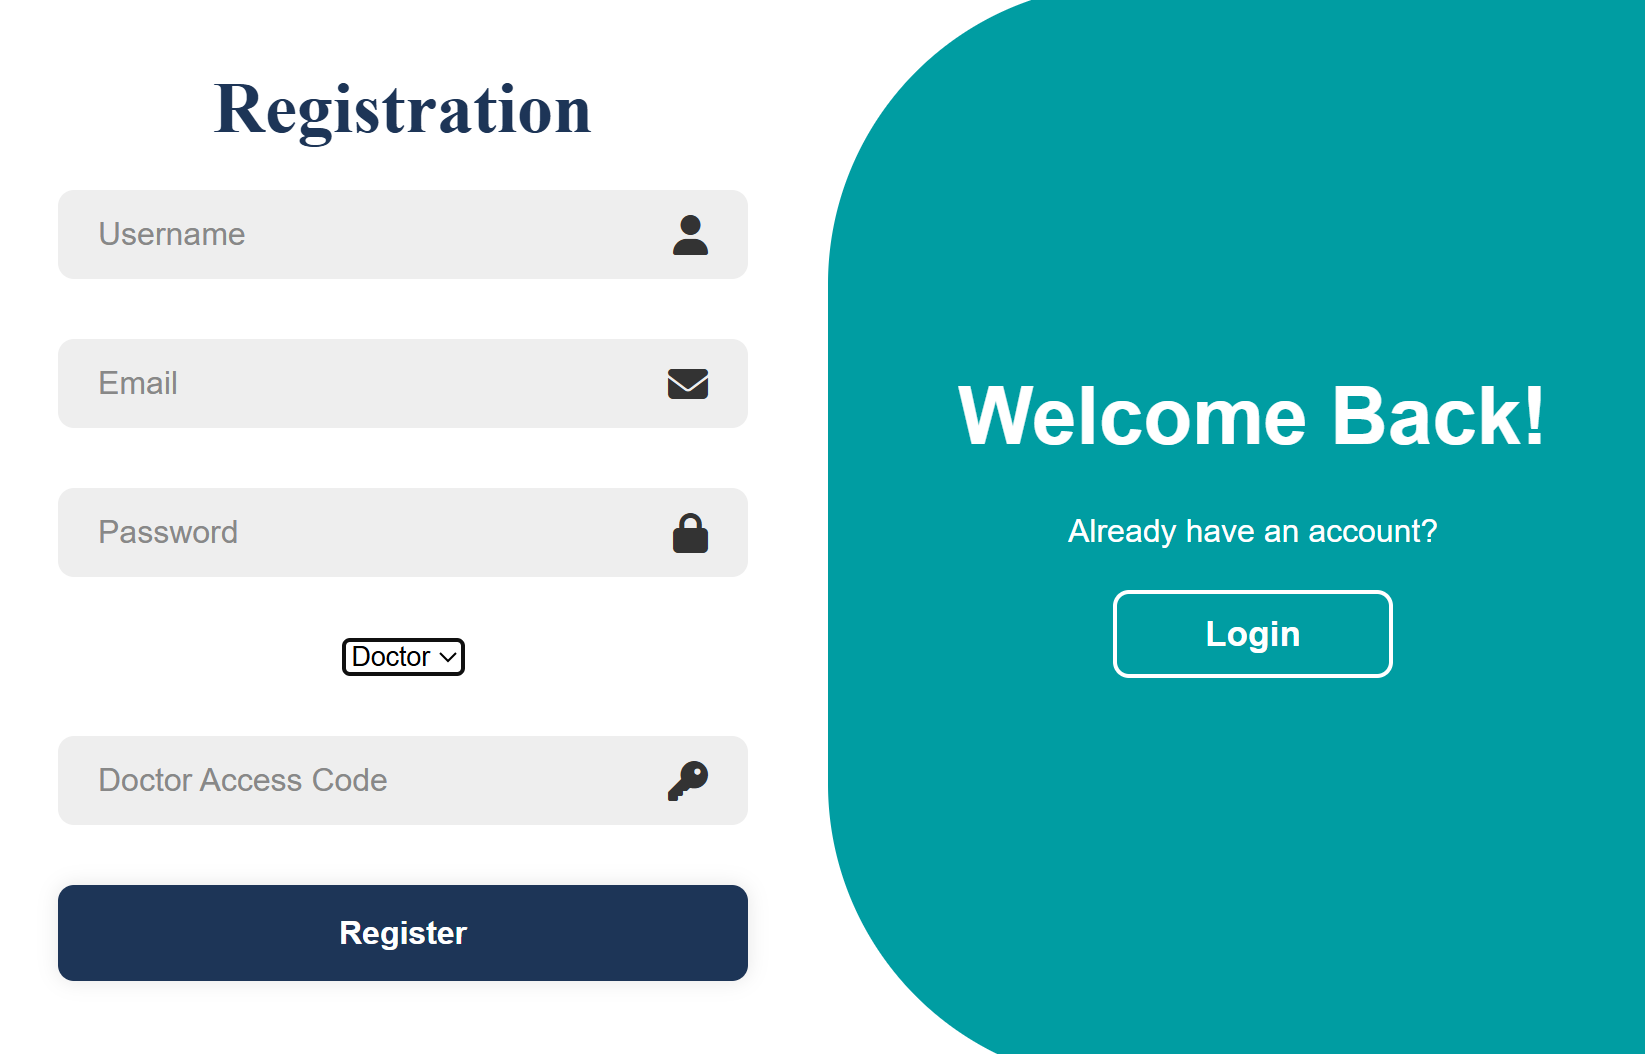 Registration
Username
Email
Password
Doctor
Doctor Access Code
Register
Welcome Back!
Already have an account?
Login